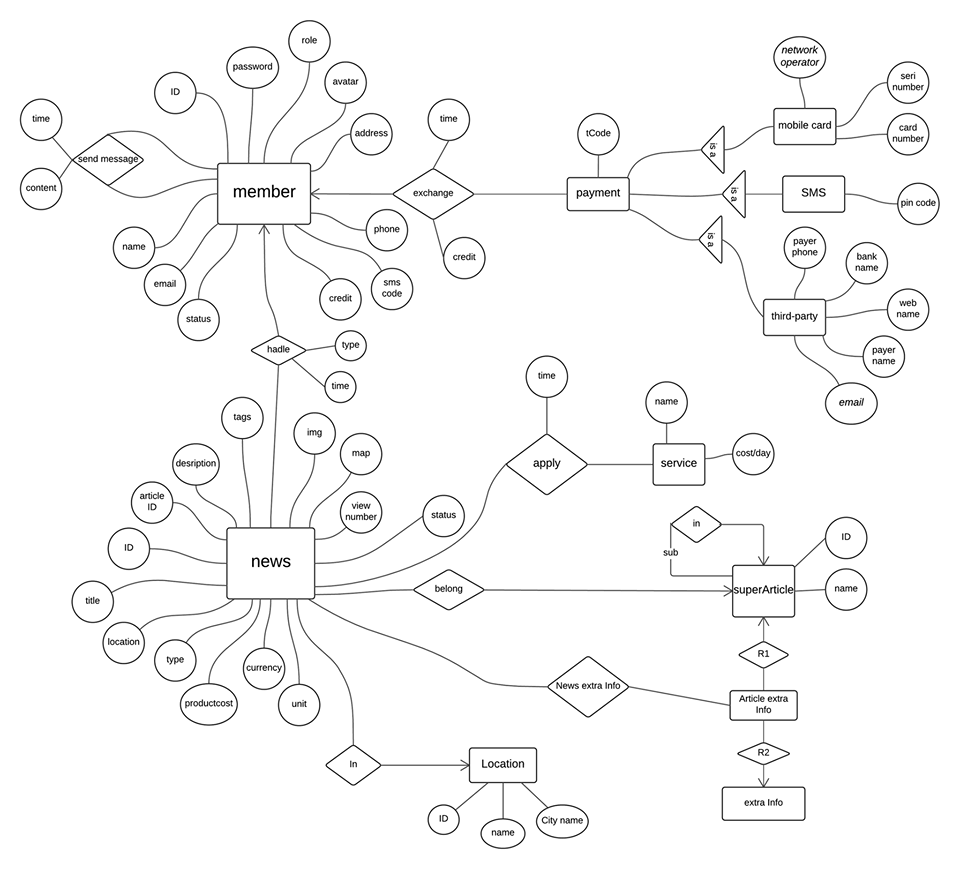 role
network
operator
password
avatar
seri
number
ID
time
time
tCode
mobile card
address
card
number
is a
send message
content
member
exchange
payment
is a
SMS
pin code
phone
is a
payer
phone
name
credit
bank
name
email
sms
code
credit
status
third-party
web
name
hadle
type
payer
name
time
time
email
name
tags
img
map
desription
apply
service
cost/day
article
ID
view
number
status
in
ID
sub
ID
news
title
belong
superArticle
name
location
type
currency
R1
News extra Info
productcost
unit
Article extra
Info
In
Location
R2
extra Info
ID
name
City name